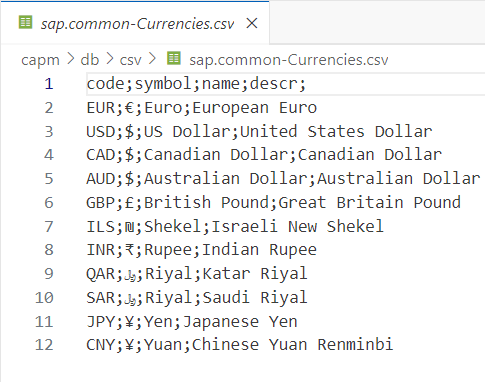 sap.common-Currencies.csv ×
capm > db > csv > sap.common-Currencies.csv
1 code;symbol;name;descr;
2 EUR;€;Euro;European Euro
3 USD;$;US Dollar;United States Dollar
4 CAD;$;Canadian Dollar;Canadian Dollar
5 AUD;$;Australian Dollar;Australian Dollar
6 GBP;£;British Pound;Great Britain Pound
7 ILS;₪;Shekel;Israeli New Shekel
8 INR;₹;Rupee;Indian Rupee
9 QAR;﷼;Riyal;Katar Riyal
10 SAR;﷼;Riyal;Saudi Riyal
11 JPY;¥;Yen;Japanese Yen
12 CNY;¥;Yuan;Chinese Yuan Renminbi